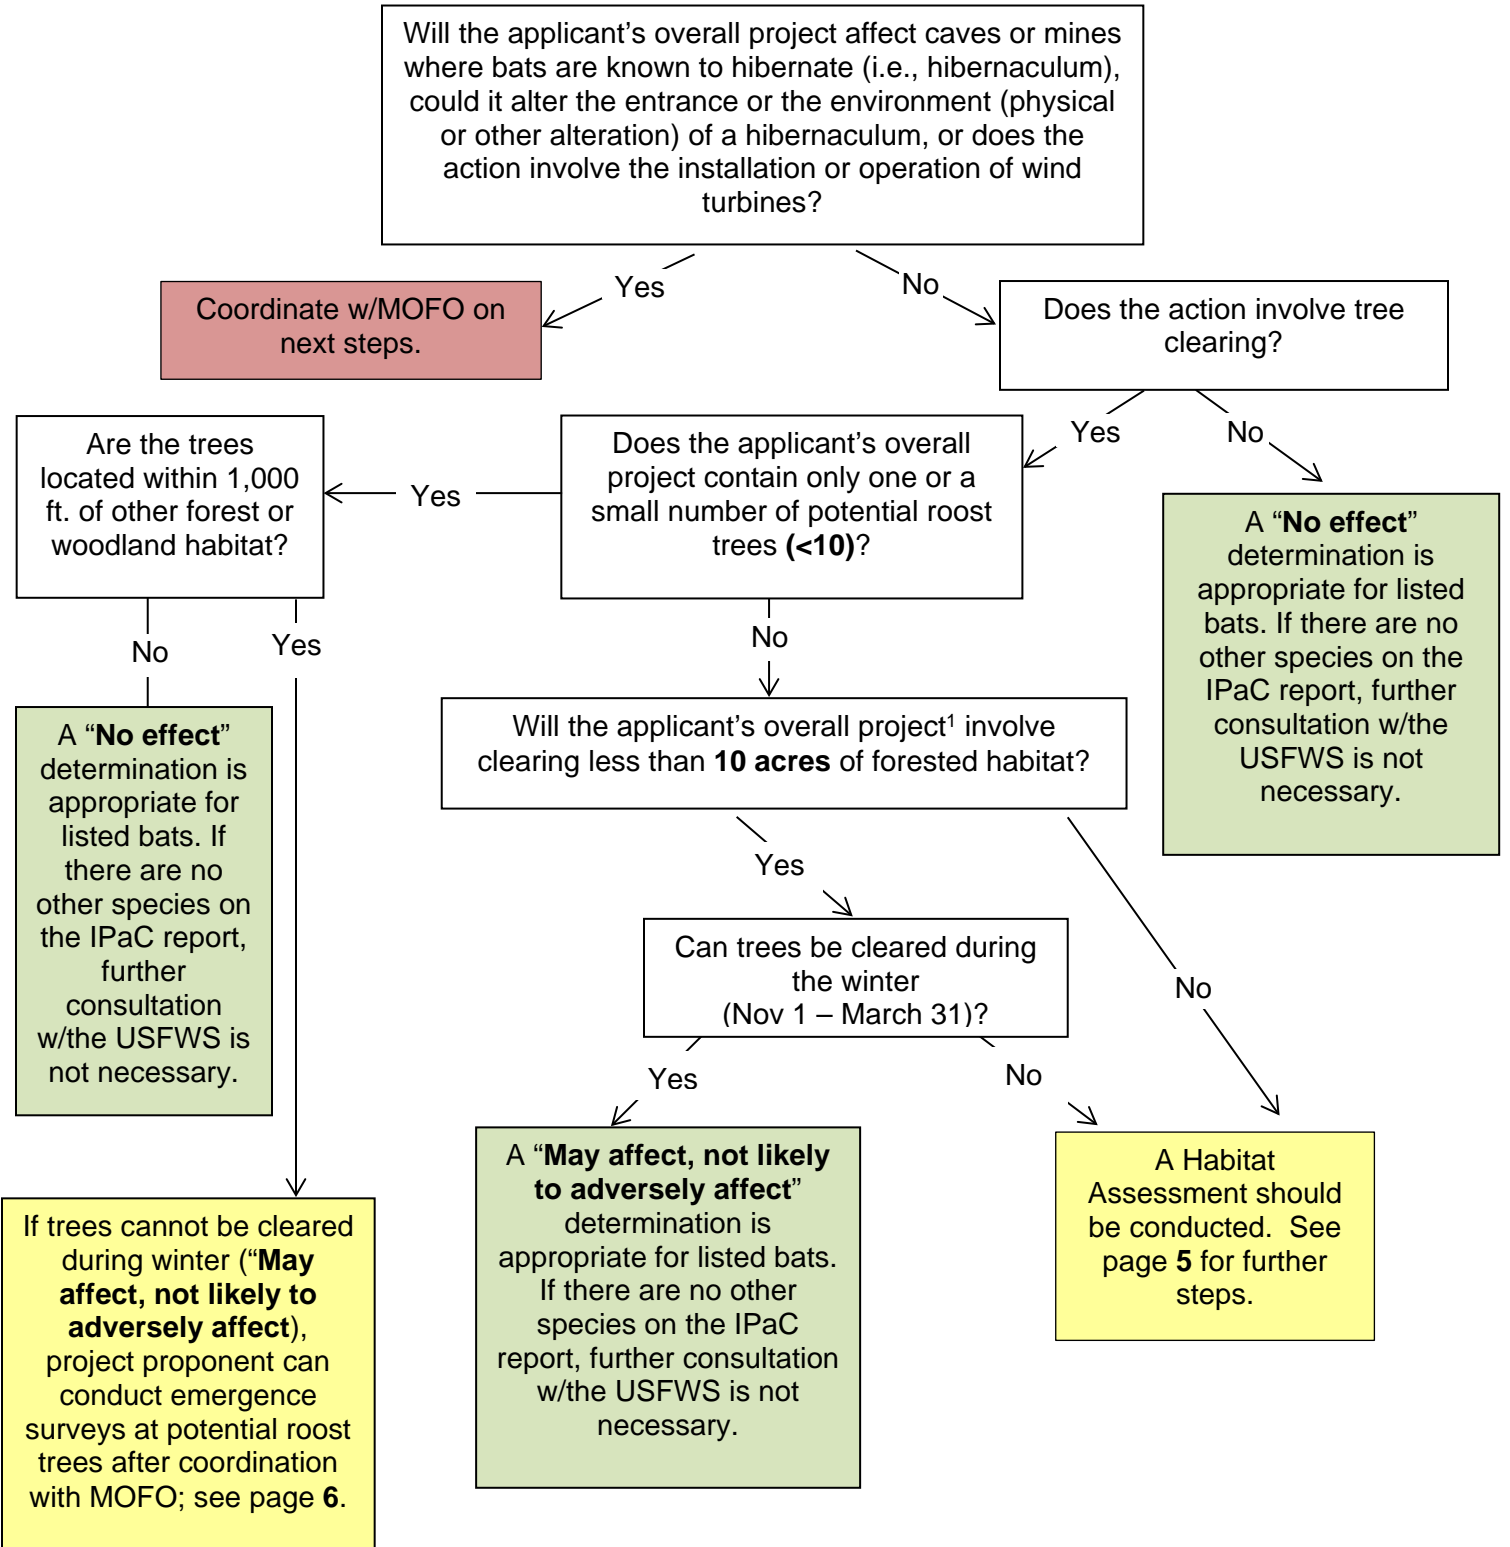 Will the applicant’s overall project affect caves or mines
where bats are known to hibernate (i.e., hibernaculum),
could it alter the entrance or the environment (physical
or other alteration) of a hibernaculum, or does the
action involve the installation or operation of wind
turbines?
Yes
No
Coordinate w/MOFO on
next steps.
Does the action involve tree
clearing?
Yes
No
Are the trees
located within 1,000
ft. of other forest or
woodland habitat?
Yes
Does the applicant’s overall
project contain only one or a
small number of potential roost
trees (<10)?
A “No effect”
determination is
appropriate for listed
bats. If there are no
other species on the
IPaC report, further
consultation w/the
USFWS is not
necessary.
No
Yes
No
A “No effect”
determination is
appropriate for
listed bats. If
there are no
other species on
the IPaC report,
further
consultation
w/the USFWS is
not necessary.
Will the applicant’s overall project¹ involve
clearing less than 10 acres of forested habitat?
Yes
No
Can trees be cleared during
the winter
(Nov 1 – March 31)?
Yes
No
If trees cannot be cleared
during winter (“May
affect, not likely to
adversely affect),
project proponent can
conduct emergence
surveys at potential roost
trees after coordination
with MOFO; see page 6.
A “May affect, not likely
to adversely affect”
determination is
appropriate for listed bats.
If there are no other
species on the IPaC
report, further consultation
w/the USFWS is not
necessary.
A Habitat
Assessment should
be conducted.  See
page 5 for further
steps.